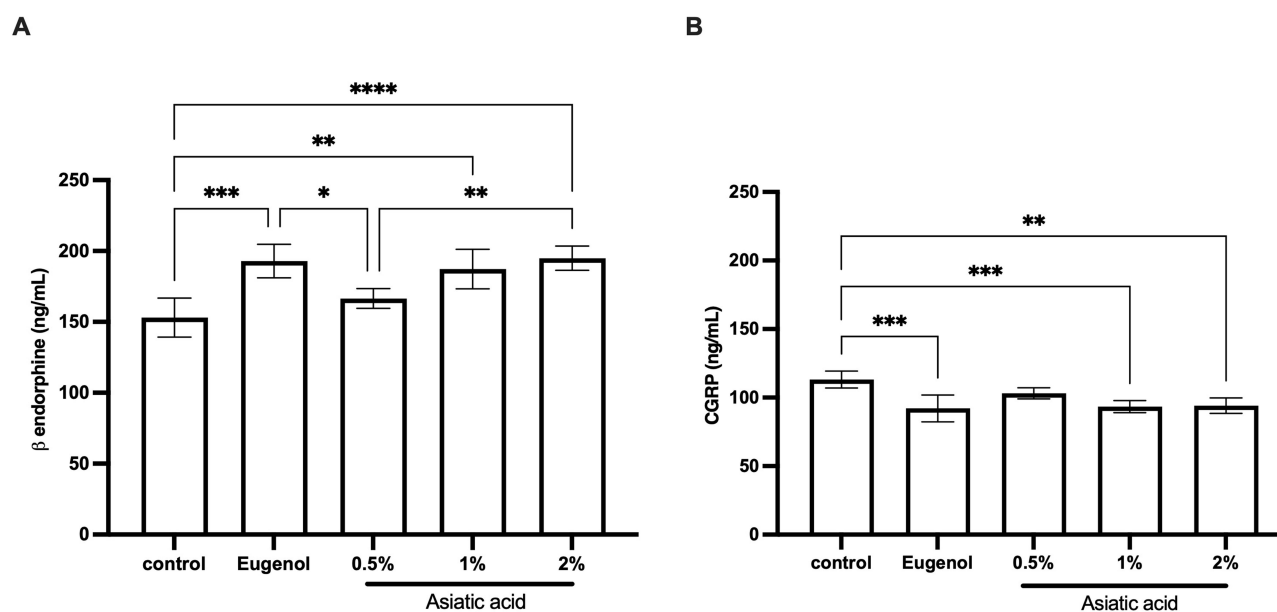 A
****
**
*** * **
250
200
150
100
50
0
β endorphine (ng/mL)
control Eugenol 0.5% 1% 2%
Asiatic acid
B
**
***
***
250
200
150
100
50
0
CGRP (ng/mL)
control Eugenol 0.5% 1% 2%
Asiatic acid